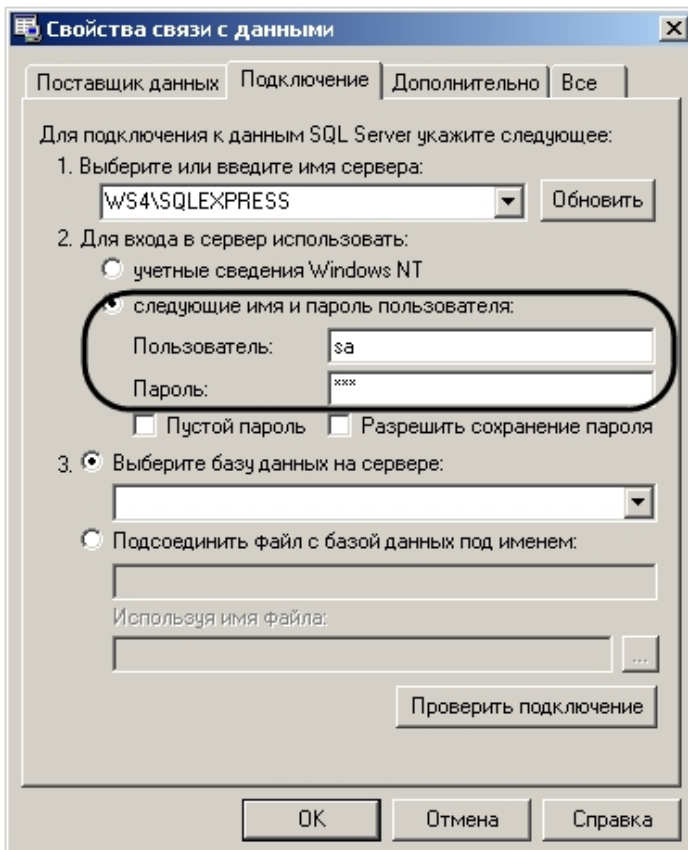 Свойства связи с данными
Поставщик данных Подключение Дополнительно Все
Для подключения к данным SQL Server укажите следующее:
1. Выберите или введите имя сервера:
WS4\SQLEXPRESS Обновить
2. Для входа в сервер использовать:
учетные сведения Windows NT
следующие имя и пароль пользователя:
Пользователь: sa
Пароль: ***
Пустой пароль Разрешить сохранение пароля
3. Выберите базу данных на сервере:
Подсоединить файл с базой данных под именем:
Используя имя файла:
...
Проверить подключение
OK Отмена Справка